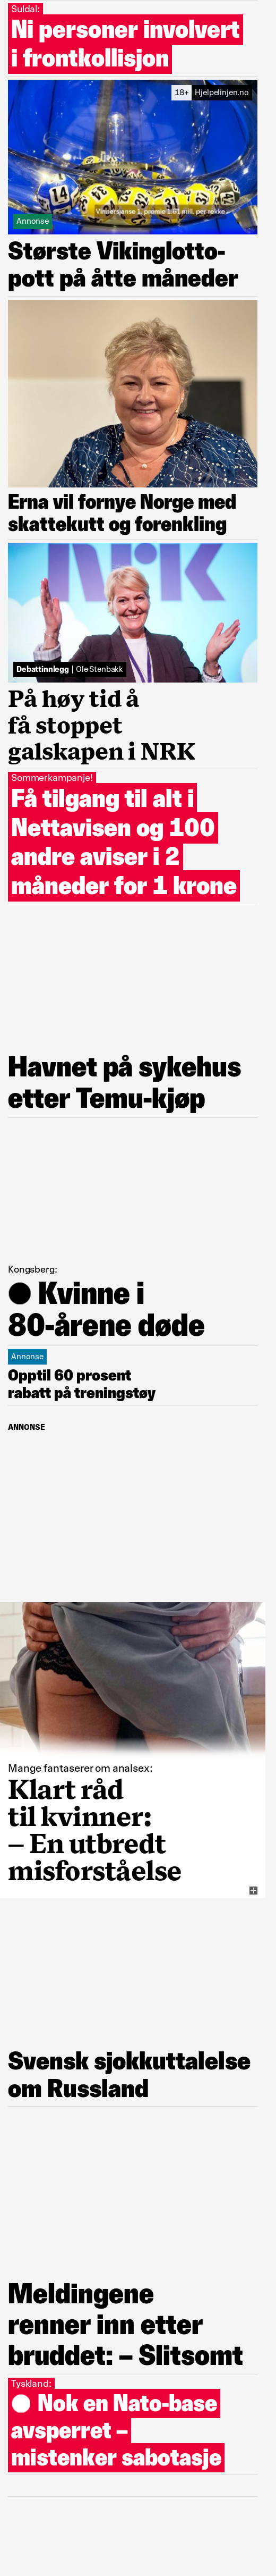 Suldal:
Ni personer involvert
i frontkollisjon
18+ Hjelpelinjen.no
14
Vinnersjanse 1. premie 1:61 mill. per rekke
Annonse
Største Vikinglotto-
pott på åtte måneder
Erna vil fornye Norge med
skattekutt og forenkling
NRK
Debattinnlegg | Ole Stenbakk
På høy tid å
få stoppet
galskapen i NRK
Sommerkampanje!
Få tilgang til alt i
Nettavisen og 100
andre aviser i 2
måneder for 1 krone
Havnet på sykehus
etter Temu-kjøp
Kongsberg:
● Kvinne i
80-årene døde
Annonse
Opptil 60 prosent
rabatt på treningstøy
ANNONSE
Mange fantaserer om analsex:
Klart råd
til kvinner:
– En utbredt
misforståelse
Svensk sjokkuttalelse
om Russland
Meldingene
renner inn etter
bruddet: – Slitsomt
Tyskland:
● Nok en Nato-base
avsperret –
mistenker sabotasje